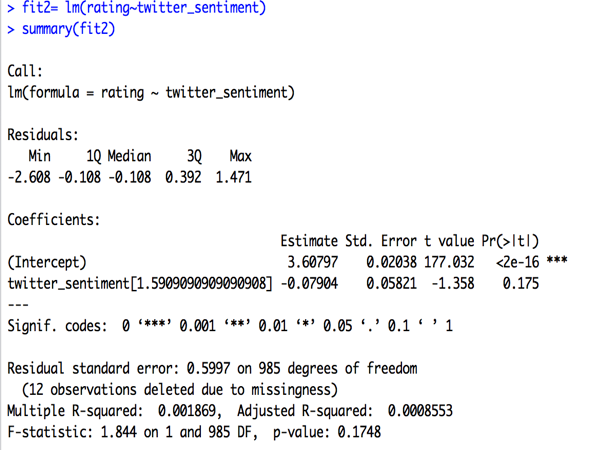 > fit2= lm(rating~twitter_sentiment)
> summary(fit2)
Call:
lm(formula = rating ~ twitter_sentiment)
Residuals:
Min 1Q Median 3Q Max
-2.608 -0.108 -0.108 0.392 1.471
Coefficients:
Estimate Std. Error t value Pr(>|t|)
(Intercept) 3.60797 0.02038 177.032 <2e-16 ***
twitter_sentiment[1.5909090909090908] -0.07904 0.05821 -1.358 0.175
---
Signif. codes: 0 ‘***’ 0.001 ‘**’ 0.01 ‘*’ 0.05 ‘.’ 0.1 ‘ ’ 1
Residual standard error: 0.5997 on 985 degrees of freedom
(12 observations deleted due to missingness)
Multiple R-squared: 0.001869, Adjusted R-squared: 0.0008553
F-statistic: 1.844 on 1 and 985 DF, p-value: 0.1748